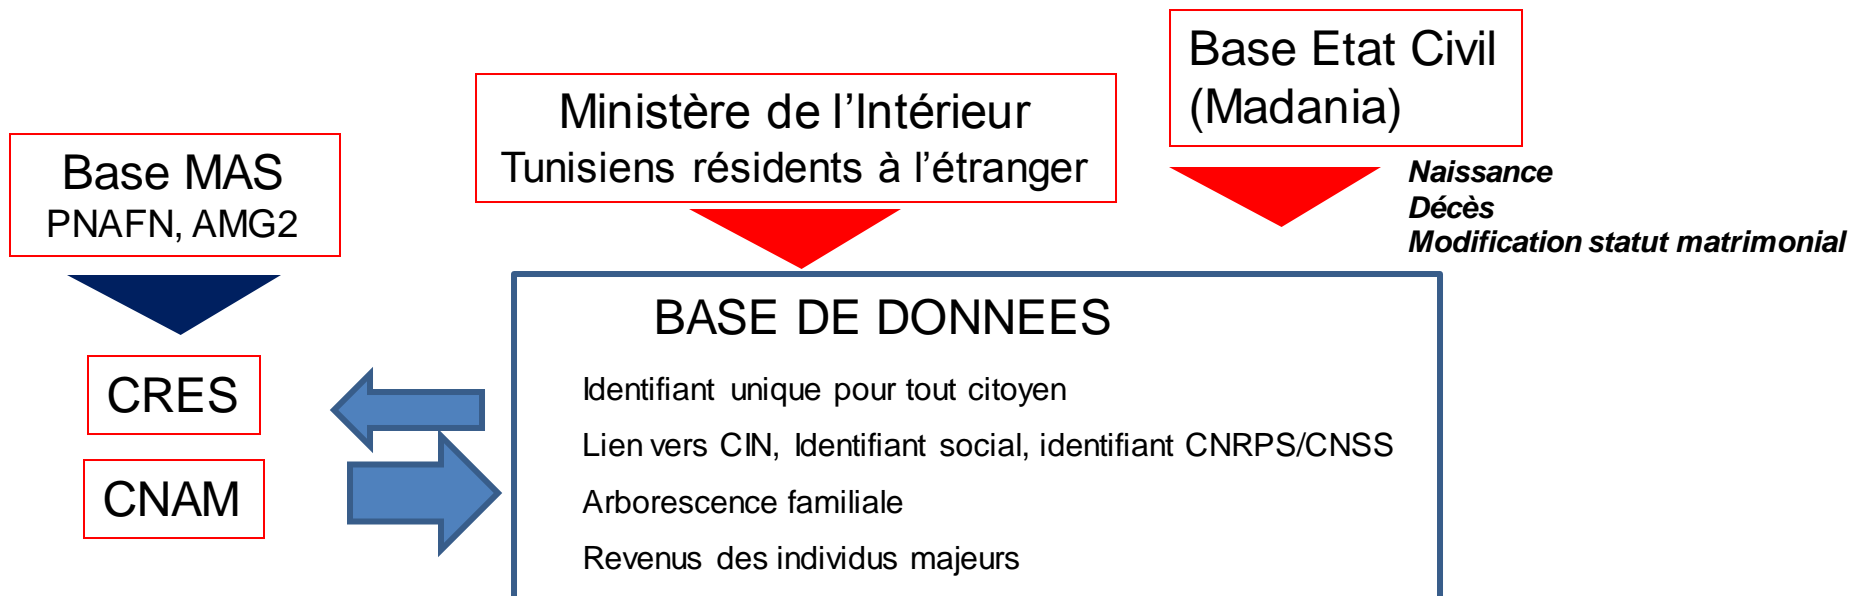 Base Etat Civil
(Madania)
Ministère de l’Intérieur
Tunisiens résidents à l’étranger
Base MAS
PNAFN, AMG2
Naissance
Décès
Modification statut matrimonial
BASE DE DONNEES
CRES
CNAM
Identifiant unique pour tout citoyen
Lien vers CIN, Identifiant social, identifiant CNRPS/CNSS
Arborescence familiale
Revenus des individus majeurs